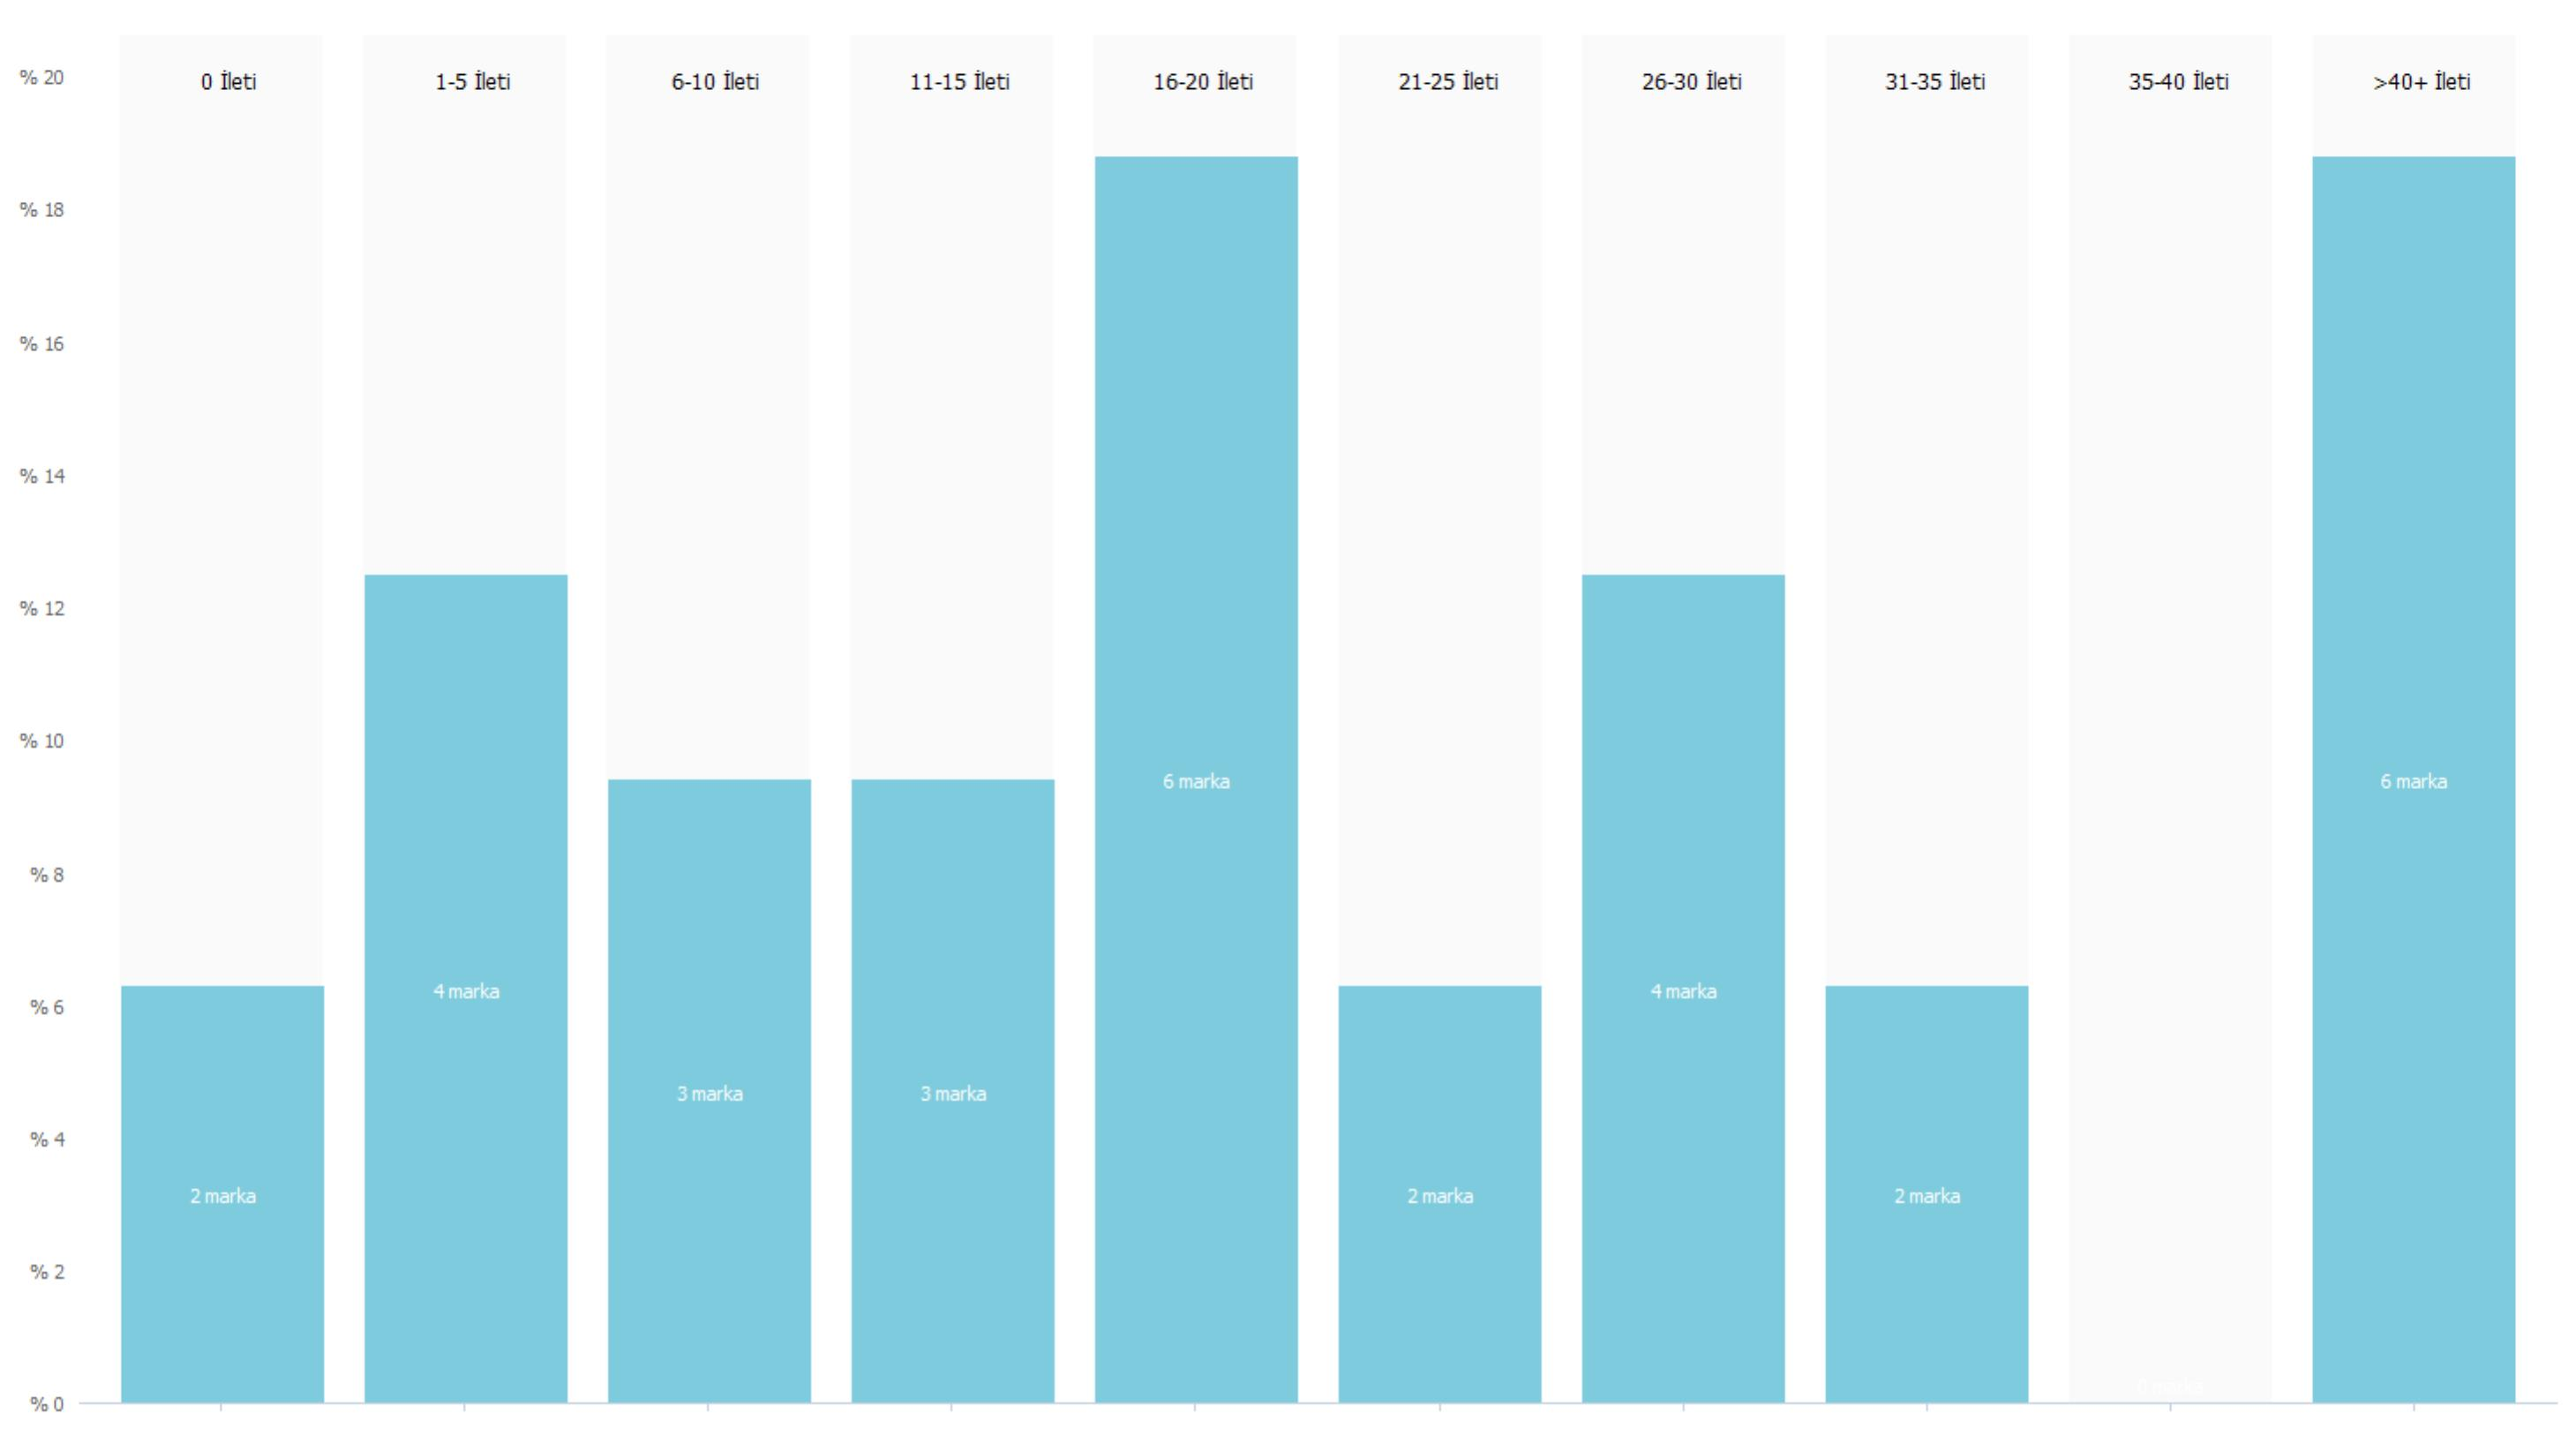 % 20
0 İleti
1-5 İleti
6-10 İleti
11-15 İleti
16-20 İleti
21-25 İleti
26-30 İleti
31-35 İleti
35-40 İleti
>40+ İleti
% 18
% 16
% 14
% 12
% 10
% 8
% 6
% 4
% 2
% 0
2 marka
4 marka
3 marka
3 marka
6 marka
2 marka
4 marka
2 marka
6 marka